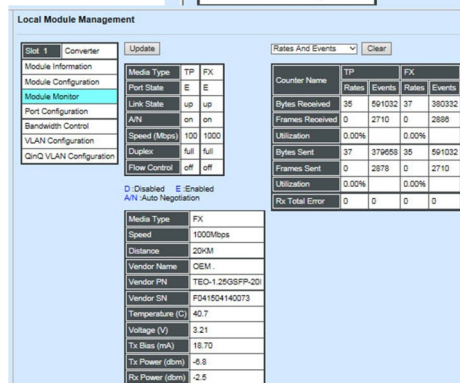 Local Module Management
Slot 1 Converter
Module Information
Module Configuration
Module Monitor
Port Configuration
Bandwidth Control
VLAN Configuration
QinQ VLAN Configuration
Update
Media Type TP FX
Port State E E
Link State up up
A/N on on
Speed (Mbps) 100 1000
Duplex full full
Flow Control off off
D :Disabled E :Enabled
A/N :Auto Negotiation
Rates And Events Clear
Counter Name TP FX
Rates Events Rates Events
Bytes Received 35 591032 37 380332
Frames Received 0 2710 0 2886
Utilization 0.00% 0.00%
Bytes Sent 37 379658 35 591032
Frames Sent 0 2878 0 2710
Utilization 0.00% 0.00%
Rx Total Error 0 0 0 0
Media Type FX
Speed 1000Mbps
Distance 20KM
Vendor Name OEM .
Vendor PN TEO-1.25GSFP-20
Vendor SN F041504140073
Temperature (C) 40.7
Voltage (V) 3.21
Tx Bias (mA) 18.70
Tx Power (dbm) -6.8
Rx Power (dbm) -2.5